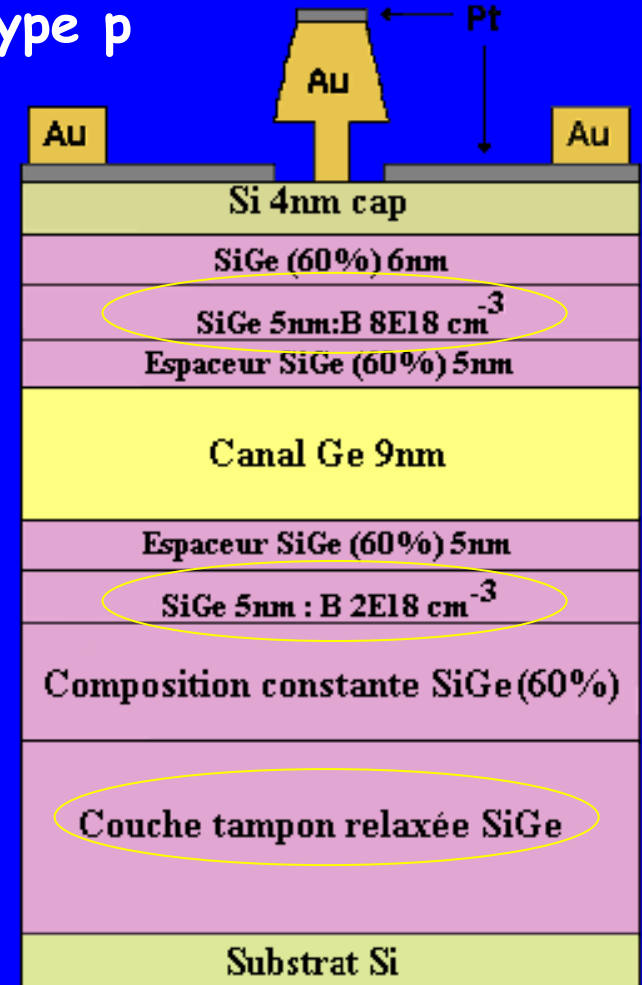 ype p
Pt
Au
Au
Au
Si 4nm cap
SiGe (60%) 6nm
SiGe 5nm:B 8E18 cm-3
Espaceur SiGe (60%) 5nm
Canal Ge 9nm
Espaceur SiGe (60%) 5nm
SiGe 5nm : B 2E18 cm-3
Composition constante SiGe(60%)
Couche tampon relaxée SiGe
Substrat Si